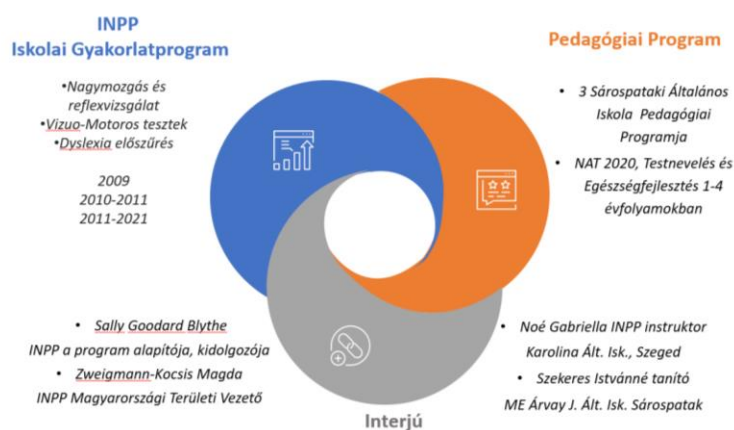 INPP
Iskolai Gyakorlatprogram
•Nagymozgás és
reflexvizsgálat
•Vizuo-Motoros tesztek
•Dyslexia előszűrés
2009
2010-2011
2011-2021
Pedagógiai Program
• 3 Sárospataki Általános
Iskola Pedagógiai
Programja
• NAT 2020, Testnevelés és
Egészségfejlesztés 1-4
évfolyamokban
• Sally Goodard Blythe
INPP a program alapítója, kidolgozója
• Zweigmann-Kocsis Magda
INPP Magyarországi Területi Vezető
• Noé Gabriella INPP instruktor
Karolina Ált. Isk., Szeged
• Szekeres Istvánné tanító
ME Árvay J. Ált. Isk. Sárospatak
Interjú